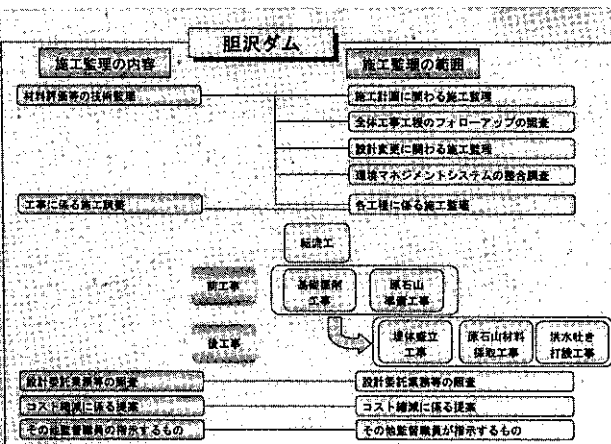 胆沢ダム
施工監理の内容
施工監理の範囲
材料評価等の技術監理
施工計画に関わる施工監理
全体工事工程のフォローアップの照査
設計変更に関わる施工監理
環境マネジメントシステムの整合調査
工事に係る施工調査
各工種に係る施工監理
転流工
前工事
基礎掘削
工事
原石山
準備工事
後工事
堤体盛立
工事
原石山材料
採取工事
洪水吐き
打設工事
設計委託業務等の照査
設計委託業務等の照査
コスト縮減に係る提案
コスト縮減に係る提案
その他監督職員の指示するもの
その他監督職員が指示するもの